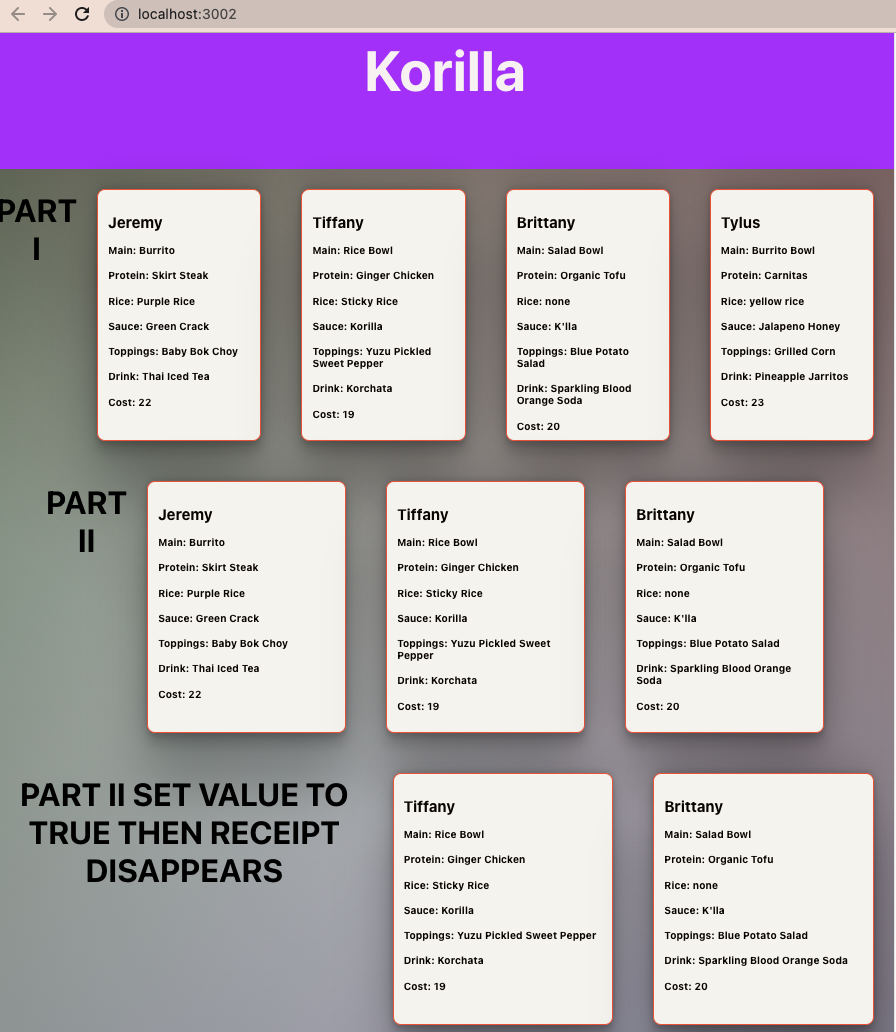 localhost:3002
Korilla
PART
I
Jeremy
Main: Burrito
Protein: Skirt Steak
Rice: Purple Rice
Sauce: Green Crack
Toppings: Baby Bok Choy
Drink: Thai Iced Tea
Cost: 22
Tiffany
Main: Rice Bowl
Protein: Ginger Chicken
Rice: Sticky Rice
Sauce: Korilla
Toppings: Yuzu Pickled
Sweet Pepper
Drink: Korchata
Cost: 19
Brittany
Main: Salad Bowl
Protein: Organic Tofu
Rice: none
Sauce: K'lla
Toppings: Blue Potato
Salad
Drink: Sparkling Blood
Orange Soda
Cost: 20
Tylus
Main: Burrito Bowl
Protein: Carnitas
Rice: yellow rice
Sauce: Jalapeno Honey
Toppings: Grilled Corn
Drink: Pineapple Jarritos
Cost: 23
PART
II
Jeremy
Main: Burrito
Protein: Skirt Steak
Rice: Purple Rice
Sauce: Green Crack
Toppings: Baby Bok Choy
Drink: Thai Iced Tea
Cost: 22
Tiffany
Main: Rice Bowl
Protein: Ginger Chicken
Rice: Sticky Rice
Sauce: Korilla
Toppings: Yuzu Pickled Sweet
Pepper
Drink: Korchata
Cost: 19
Brittany
Main: Salad Bowl
Protein: Organic Tofu
Rice: none
Sauce: K'lla
Toppings: Blue Potato Salad
Drink: Sparkling Blood Orange
Soda
Cost: 20
PART II SET VALUE TO
TRUE THEN RECEIPT
DISAPPEARS
Tiffany
Main: Rice Bowl
Protein: Ginger Chicken
Rice: Sticky Rice
Sauce: Korilla
Toppings: Yuzu Pickled Sweet Pepper
Drink: Korchata
Cost: 19
Brittany
Main: Salad Bowl
Protein: Organic Tofu
Rice: none
Sauce: K'lla
Toppings: Blue Potato Salad
Drink: Sparkling Blood Orange Soda
Cost: 20